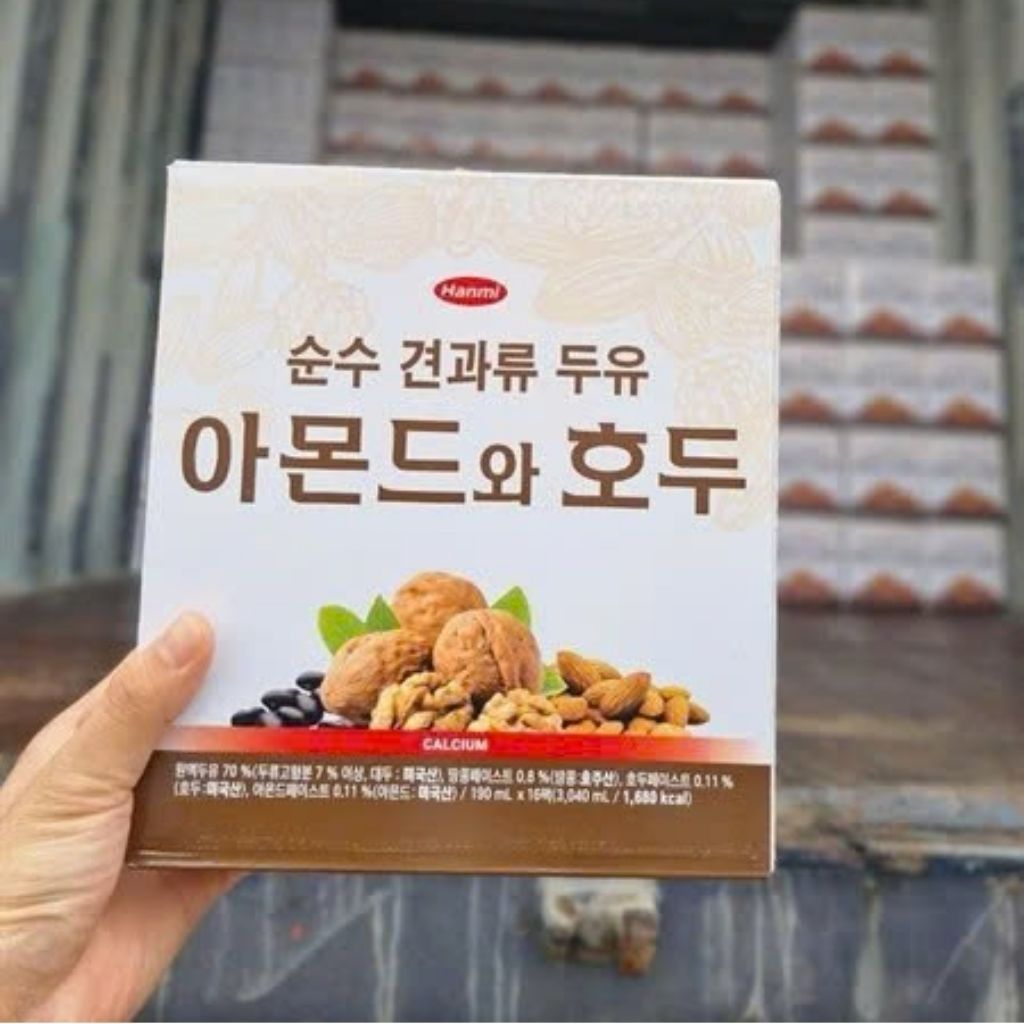 Hanmi
순수 견과류 두유
아몬드와 호두
CALCIUM
원액두유 70 %(두류고형분 7 % 이상, 대두 : 미국산), 땅콩페이스트 0.8 %(땅콩:호주산), 호두페이스트 0.11 %
(호두:미국산), 아몬드페이스트 0.11 %(아몬드: 미국산) / 190 mL x 16팩(3,040 mL / 1,680 kcal)